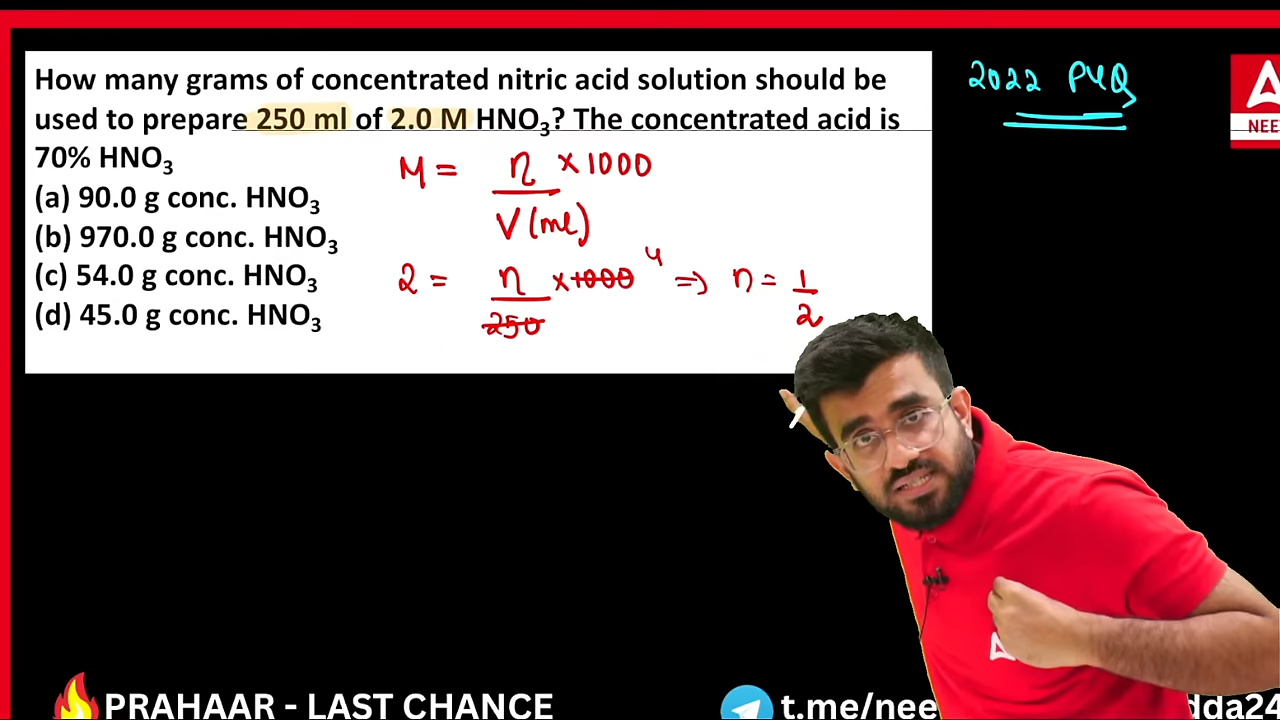 How many grams of concentrated nitric acid solution should be
used to prepare 250 ml of 2.0 M HNO₃? The concentrated acid is
70% HNO₃
(a) 90.0 g conc. HNO₃
(b) 970.0 g conc. HNO₃
(c) 54.0 g conc. HNO₃
(d) 45.0 g conc. HNO₃
M = n/V(ml) × 1000
2 = n/250 × 1000 4 ⇒ n = 1/2
2022 PYQ
NEE
PRAHAAR - LAST CHANCE
t.me/nee
dda24